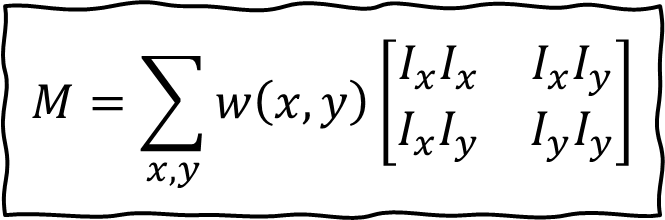 M = ∑_{x,y} w(x, y) [ I_x I_x   I_x I_y
I_x I_y   I_y I_y ]